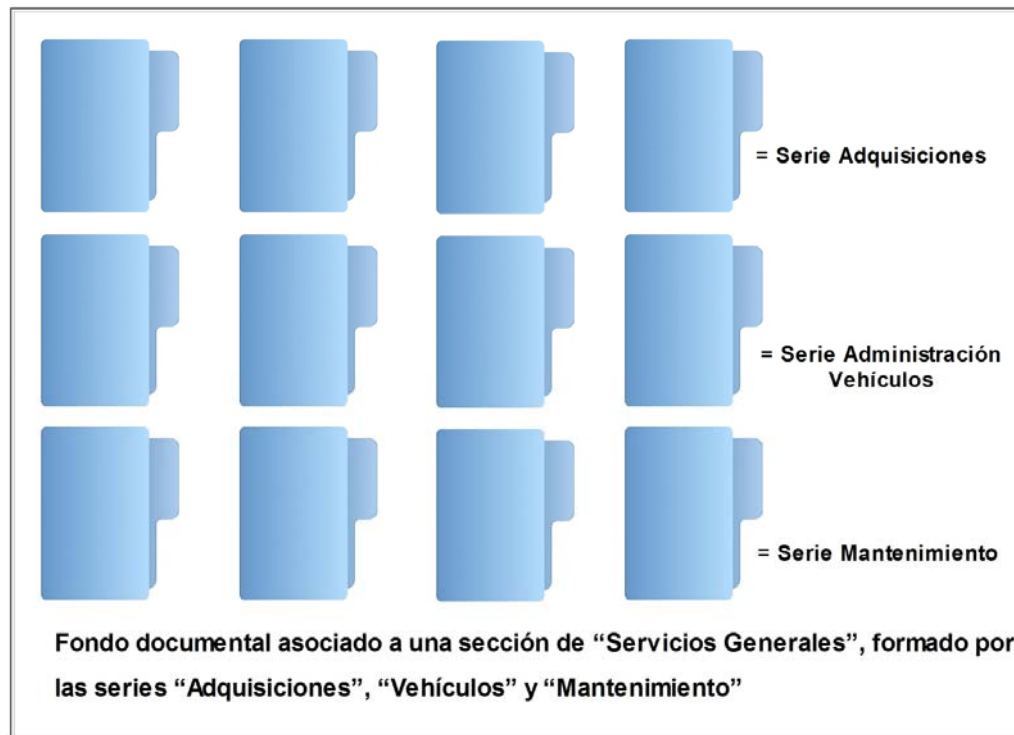 = Serie Adquisiciones
= Serie Administración
Vehículos
= Serie Mantenimiento
Fondo documental asociado a una sección de “Servicios Generales”, formado por
las series “Adquisiciones”, “Vehículos” y “Mantenimiento”